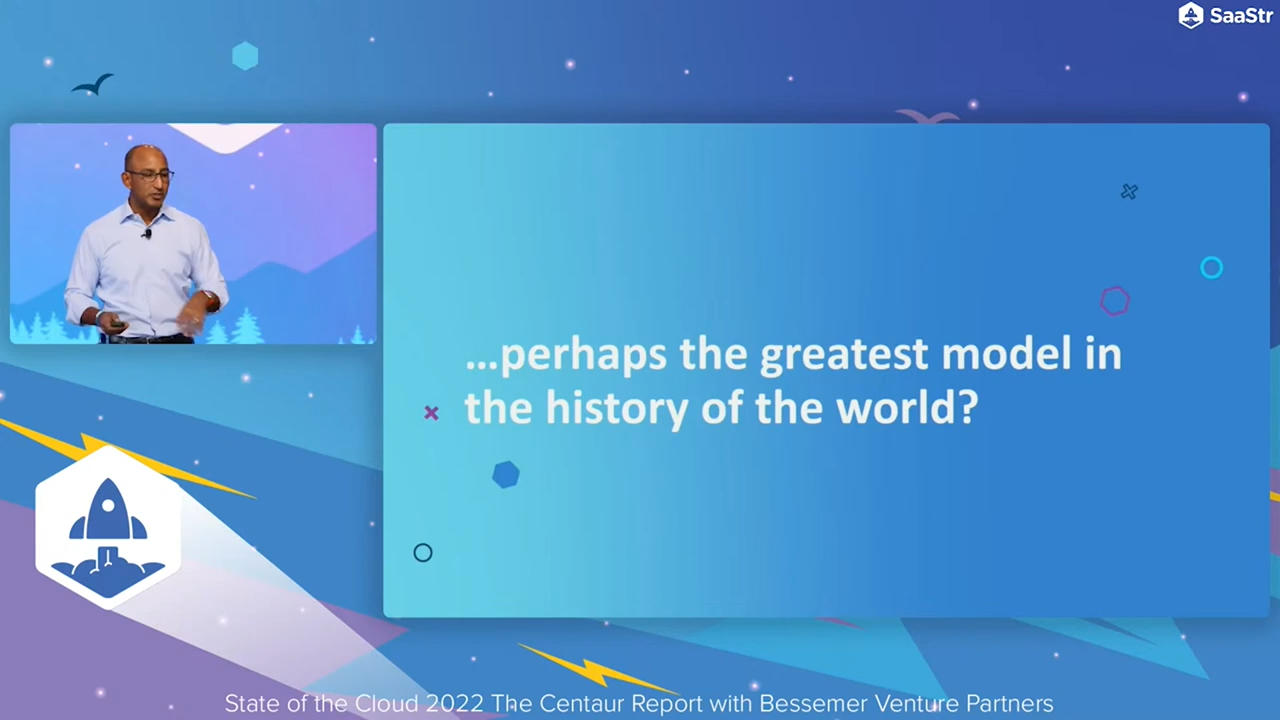 SaaStr
...perhaps the greatest model in
the history of the world?
State of the Cloud 2022 The Centaur Report with Bessemer Venture Partners